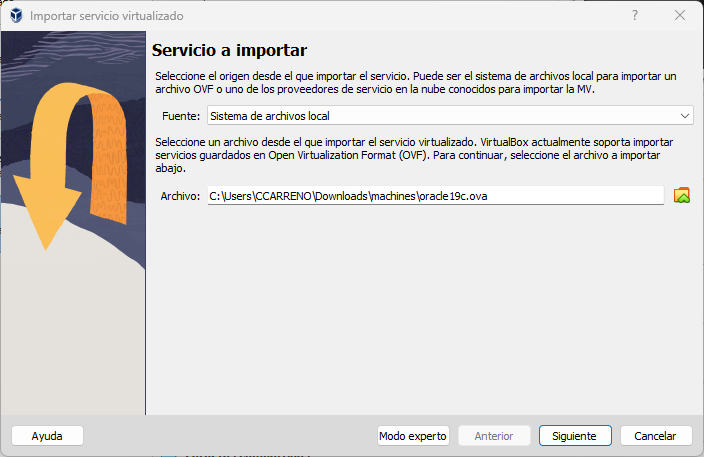 Importar servicio virtualizado
?
Servicio a importar
Seleccione el origen desde el que importar el servicio. Puede ser el sistema de archivos local para importar un
archivo OVF o uno de los proveedores de servicio en la nube conocidos para importar la MV.
Fuente: Sistema de archivos local
Seleccione un archivo desde el que importar el servicio virtualizado. VirtualBox actualmente soporta importar
servicios guardados en Open Virtualization Format (OVF). Para continuar, seleccione el archivo a importar
abajo.
Archivo: C:\Users\CCARRENO\Downloads\machines\oracle19c.ova
Ayuda Modo experto Anterior Siguiente Cancelar